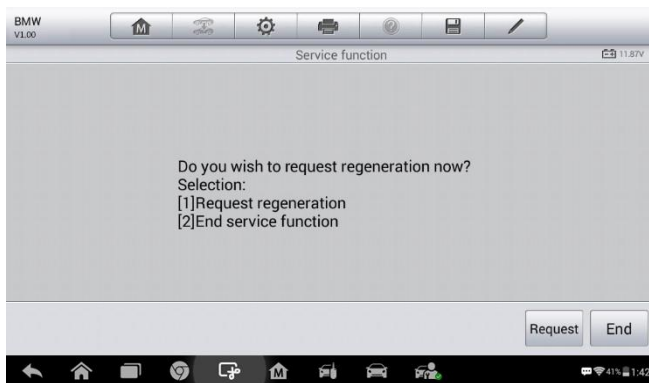 BMW
V1.00
Service function
11.87V
Do you wish to request regeneration now?
Selection:
[1]Request regeneration
[2]End service function
Request
End
41%
1:42